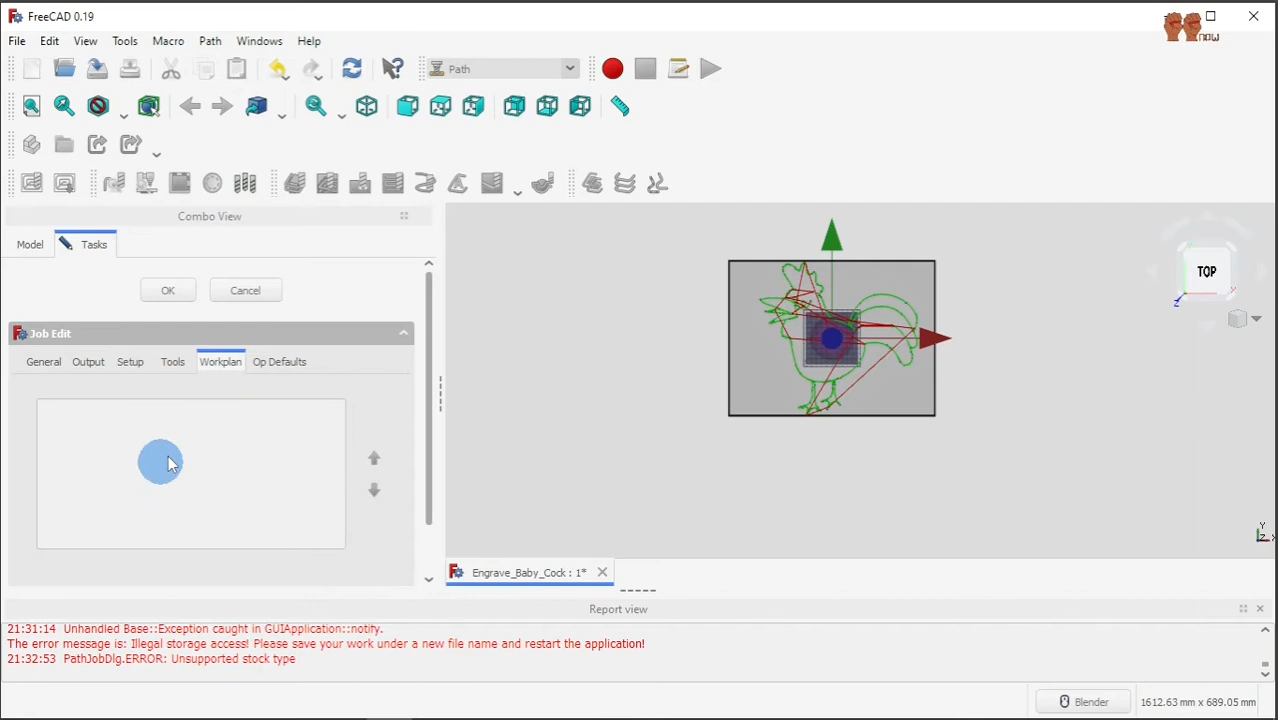 FreeCAD 0.19
now
File Edit View Tools Macro Path Windows Help
Path
Combo View
Model Tasks
OK Cancel
Job Edit
General Output Setup Tools Workplan Op Defaults
TOP
Z
Y
Y
Z
X
Engrave_Baby_Cock : 1*
Report view
21:31:14 Unhandled Base::Exception caught in GUIApplication::notify.
The error message is: Illegal storage access! Please save your work under a new file name and restart the application!
21:32:53 PathJobDlg.ERROR: Unsupported stock type
Blender 1612.63 mm x 689.05 mm